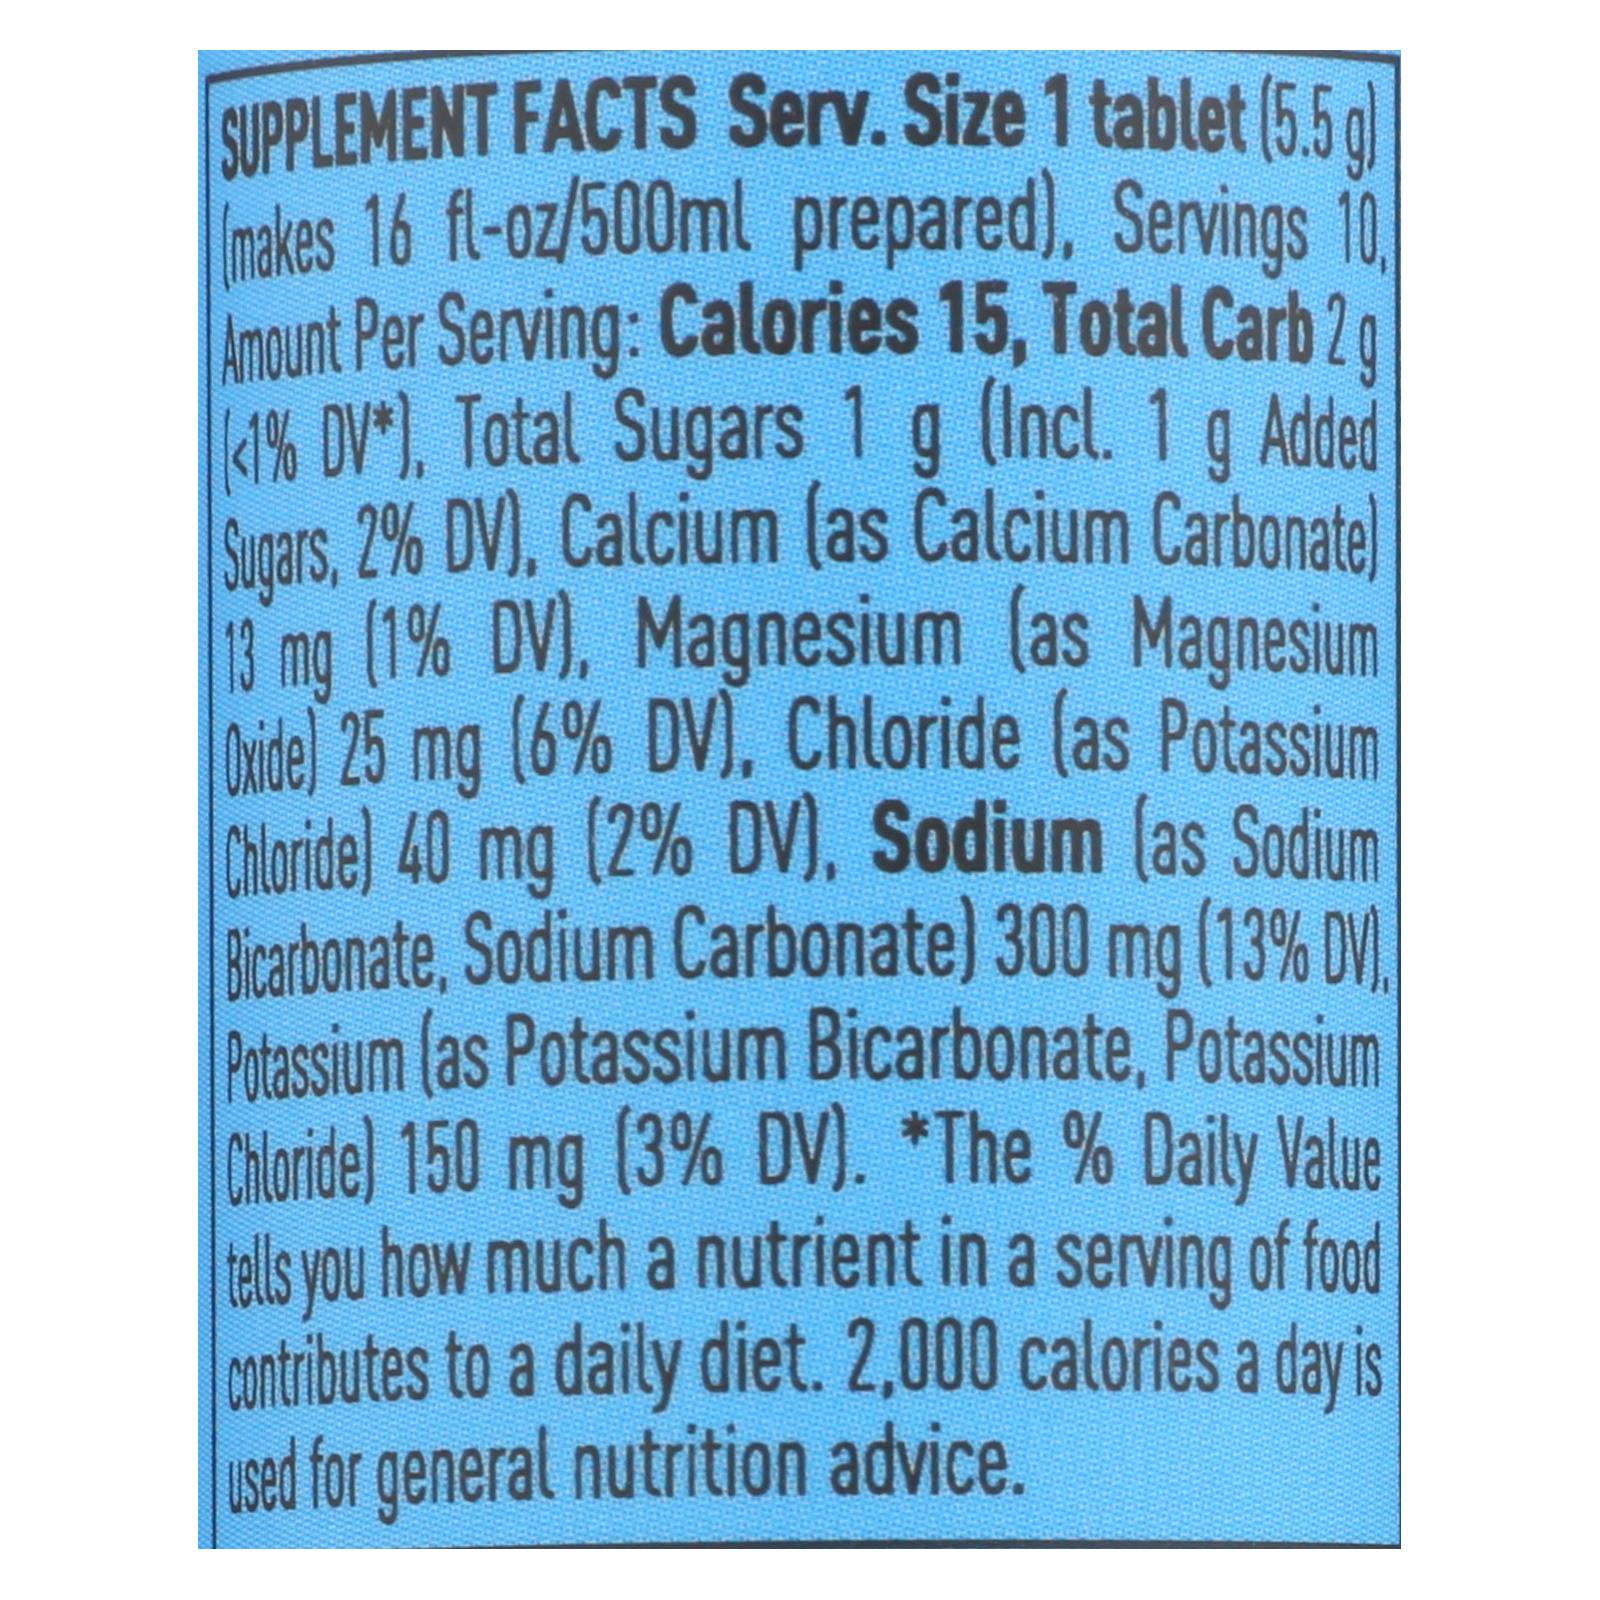 SUPPLEMENT FACTS Serv. Size 1 tablet (5.5 g)
(makes 16 fl-oz/500ml prepared), Servings 10,
Amount Per Serving: Calories 15, Total Carb 2 g
(<1% DV*), Total Sugars 1 g (Incl. 1 g Added
Sugars, 2% DV), Calcium (as Calcium Carbonate)
13 mg (1% DV), Magnesium (as Magnesium
Oxide) 25 mg (6% DV), Chloride (as Potassium
Chloride) 40 mg (2% DV), Sodium (as Sodium
Bicarbonate, Sodium Carbonate) 300 mg (13% DV),
Potassium (as Potassium Bicarbonate, Potassium
Chloride) 150 mg (3% DV). *The % Daily Value
tells you how much a nutrient in a serving of food
contributes to a daily diet. 2,000 calories a day is
used for general nutrition advice.